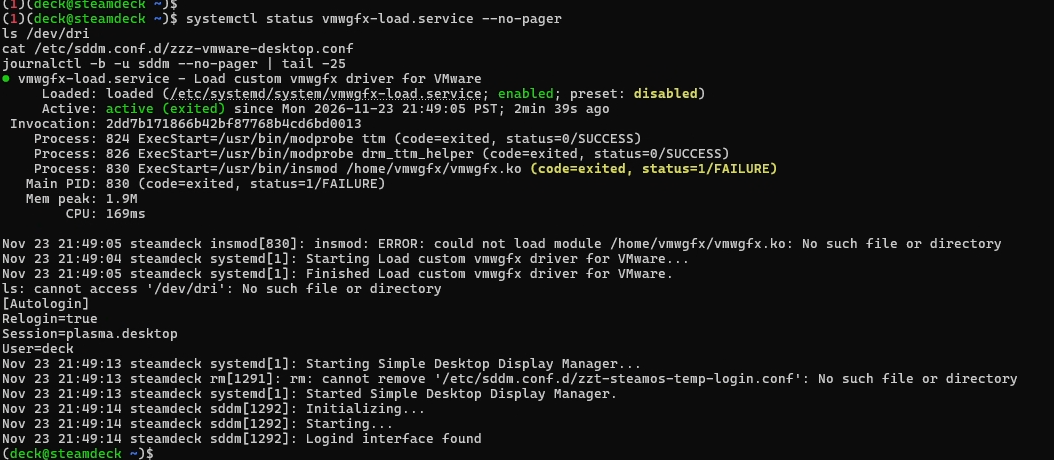 (1)(deck@steamdeck ~)$
(1)(deck@steamdeck ~)$ systemctl status vmwgfx-load.service --no-pager
ls /dev/dri
cat /etc/sddm.conf.d/zzz-vmware-desktop.conf
journalctl -b -u sddm --no-pager | tail -25
● vmwgfx-load.service - Load custom vmwgfx driver for VMware
     Loaded: loaded (/etc/systemd/system/vmwgfx-load.service; enabled; preset: disabled)
     Active: active (exited) since Mon 2026-11-23 21:49:05 PST; 2min 39s ago
 Invocation: 2dd7b171866b42bf87768b4cd6bd0013
    Process: 824 ExecStart=/usr/bin/modprobe ttm (code=exited, status=0/SUCCESS)
    Process: 826 ExecStart=/usr/bin/modprobe drm_ttm_helper (code=exited, status=0/SUCCESS)
    Process: 830 ExecStart=/usr/bin/insmod /home/vmwgfx/vmwgfx.ko (code=exited, status=1/FAILURE)
   Main PID: 830 (code=exited, status=1/FAILURE)
   Mem peak: 1.9M
        CPU: 169ms

Nov 23 21:49:05 steamdeck insmod[830]: insmod: ERROR: could not load module /home/vmwgfx/vmwgfx.ko: No such file or directory
Nov 23 21:49:04 steamdeck systemd[1]: Starting Load custom vmwgfx driver for VMware...
Nov 23 21:49:05 steamdeck systemd[1]: Finished Load custom vmwgfx driver for VMware.
ls: cannot access '/dev/dri': No such file or directory
[Autologin]
Relogin=true
Session=plasma.desktop
User=deck
Nov 23 21:49:13 steamdeck systemd[1]: Starting Simple Desktop Display Manager...
Nov 23 21:49:13 steamdeck rm[1291]: rm: cannot remove '/etc/sddm.conf.d/zzt-steamos-temp-login.conf': No such file or directory
Nov 23 21:49:13 steamdeck systemd[1]: Started Simple Desktop Display Manager.
Nov 23 21:49:14 steamdeck sddm[1292]: Initializing...
Nov 23 21:49:14 steamdeck sddm[1292]: Starting...
Nov 23 21:49:14 steamdeck sddm[1292]: Logind interface found
(deck@steamdeck ~)$